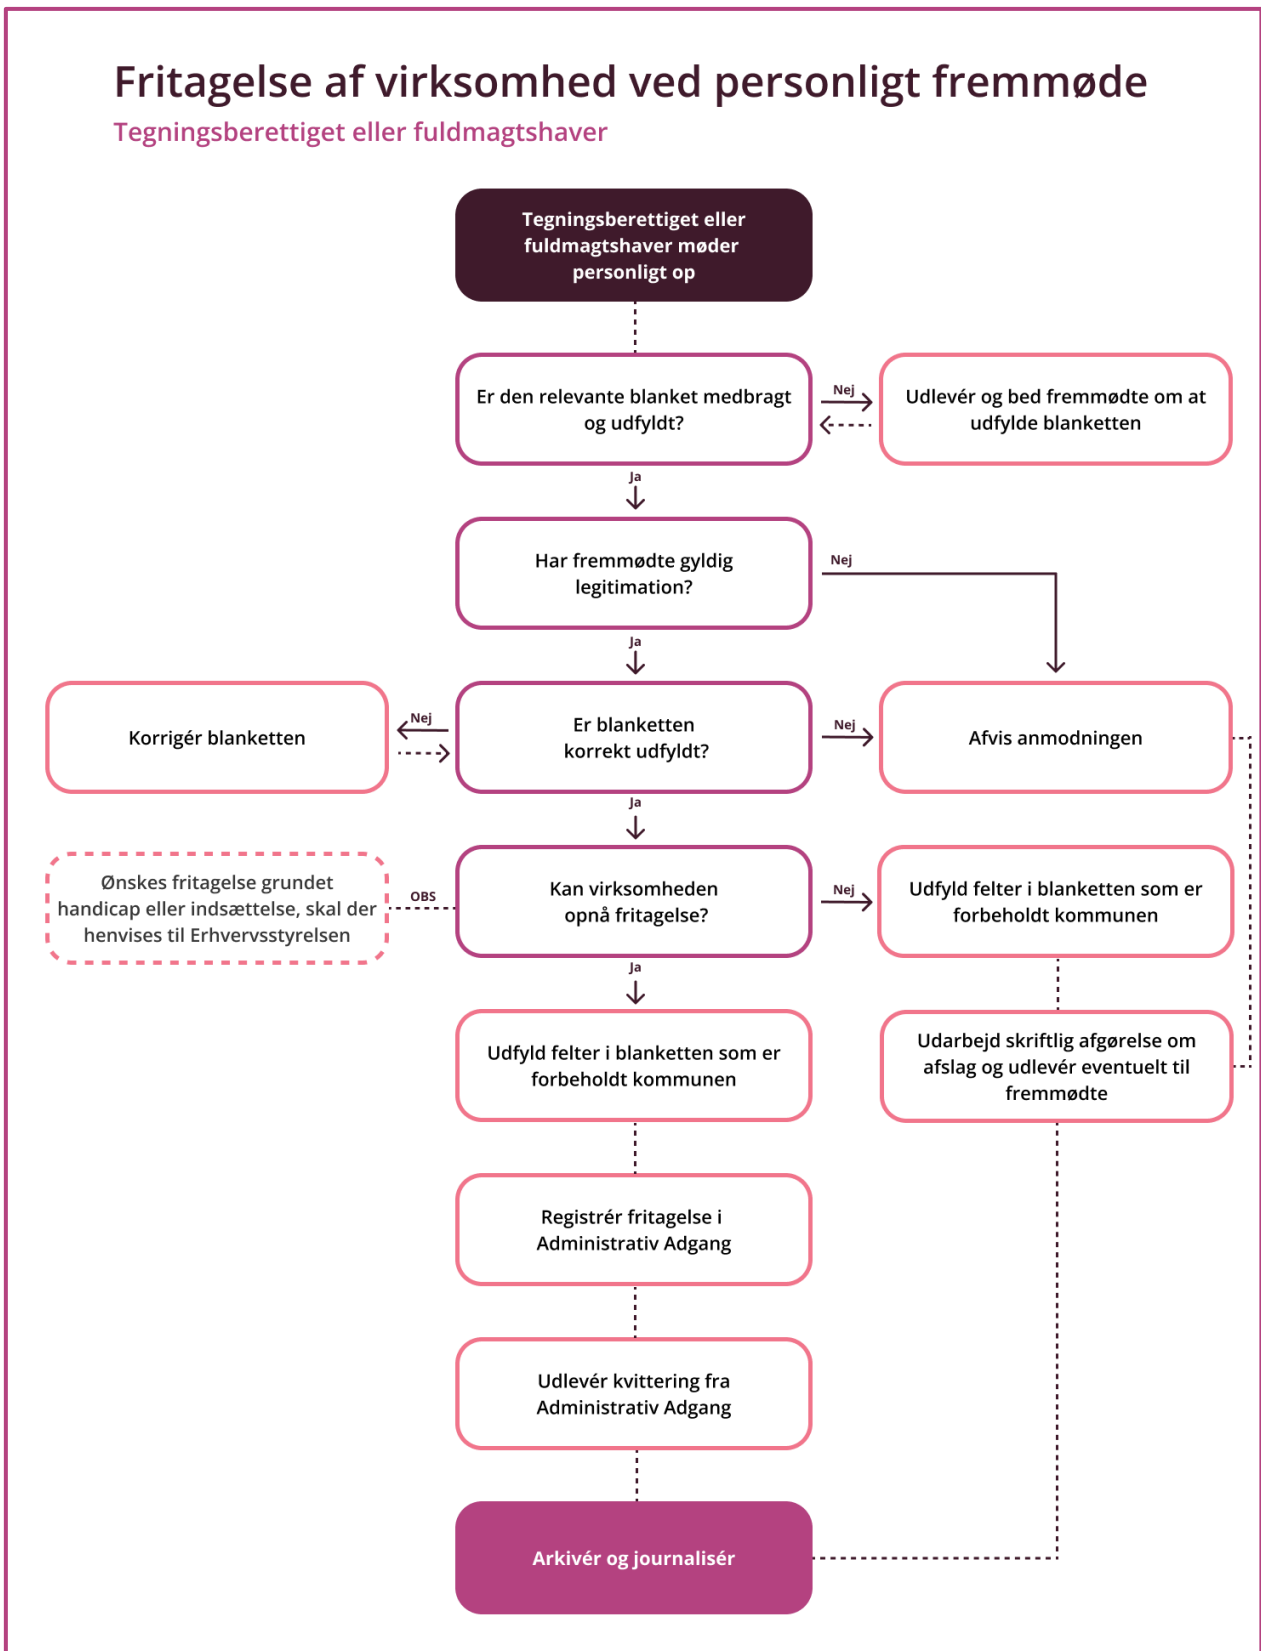 Fritagelse af virksomhed ved personligt fremmøde
Tegningsberettiget eller fuldmagtshaver
Tegningsberettiget eller
fuldmagtshaver møder
personligt op
Er den relevante blanket medbragt
og udfyldt?
Nej
Udlevér og bed fremmødte om at
udfylde blanketten
Ja
Har fremmødte gyldig
legitimation?
Nej
Ja
Korrigér blanketten
Nej
Er blanketten
korrekt udfyldt?
Nej
Afvis anmodningen
Ja
Ønskes fritagelse grundet
handicap eller indsættelse, skal der
henvises til Erhvervsstyrelsen
OBS
Kan virksomheden
opnå fritagelse?
Nej
Udfyld felter i blanketten som er
forbeholdt kommunen
Ja
Udfyld felter i blanketten som er
forbeholdt kommunen
Udarbejd skriftlig afgørelse om
afslag og udlevér eventuelt til
fremmødte
Registrér fritagelse i
Administrativ Adgang
Udlevér kvittering fra
Administrativ Adgang
Arkivér og journalisér